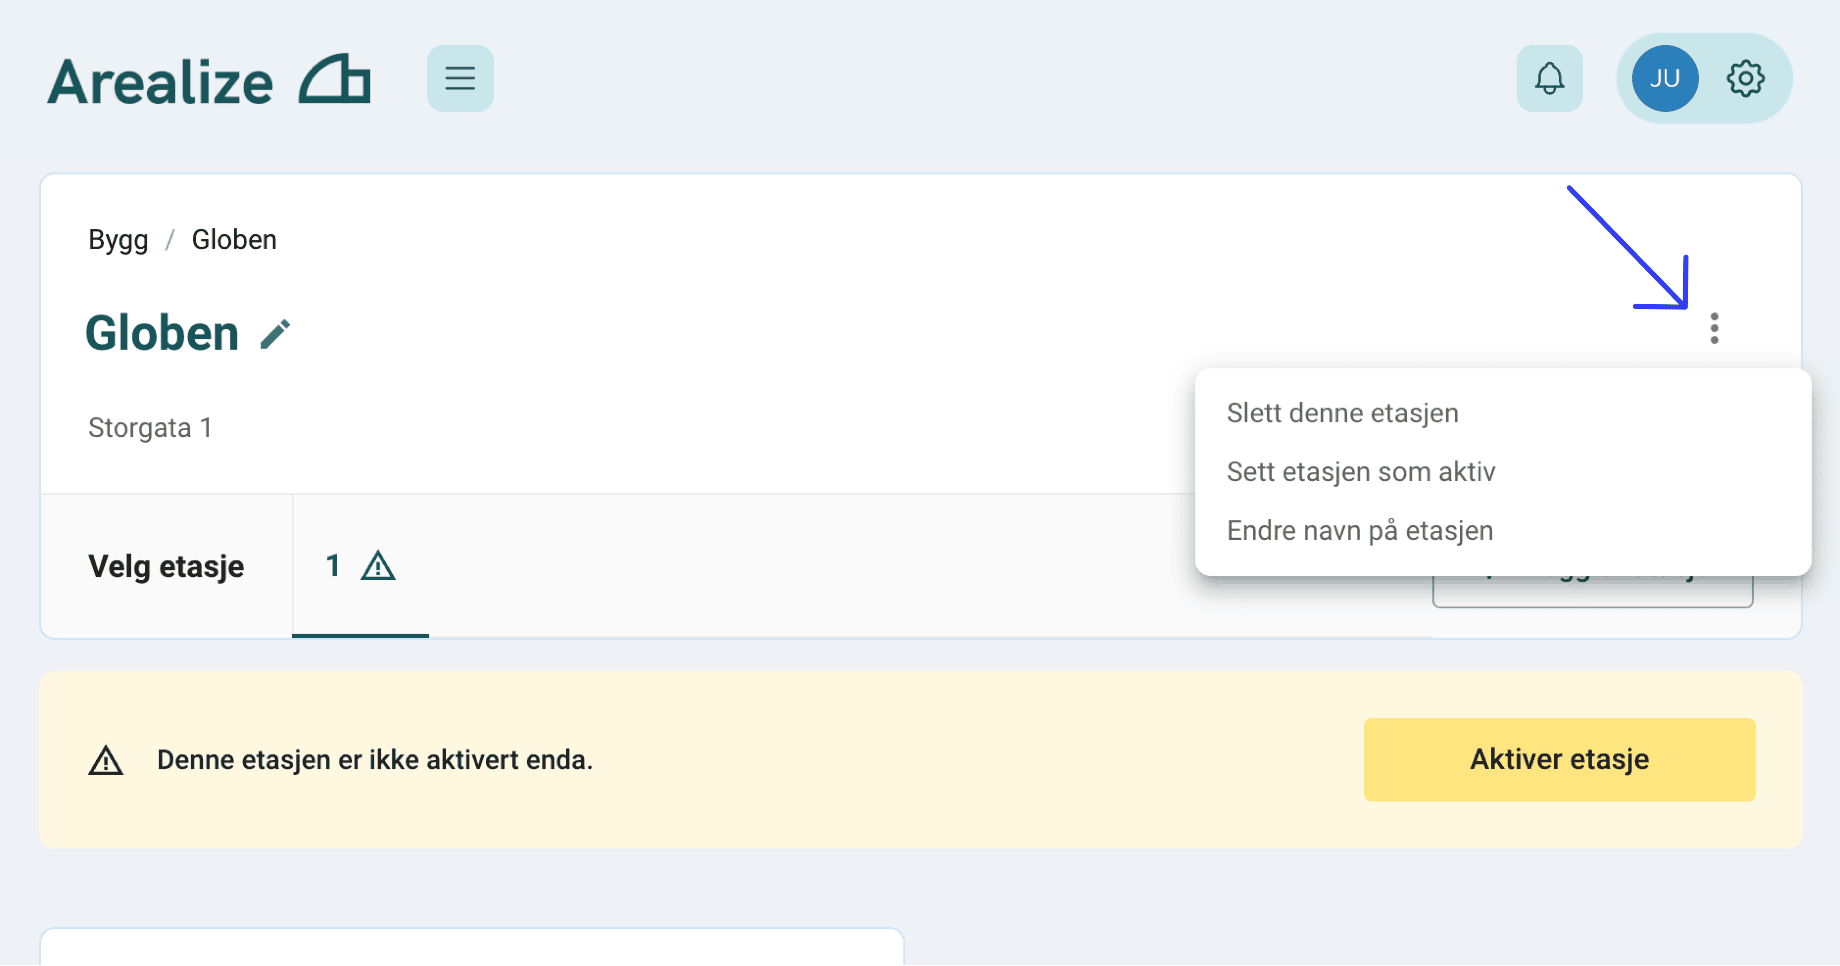 Arealize
JU
Bygg / Globen
Globen
Storgata 1
Slett denne etasjen
Sett etasjen som aktiv
Endre navn på etasjen
Velg etasje
1
Denne etasjen er ikke aktivert enda.
Aktiver etasje